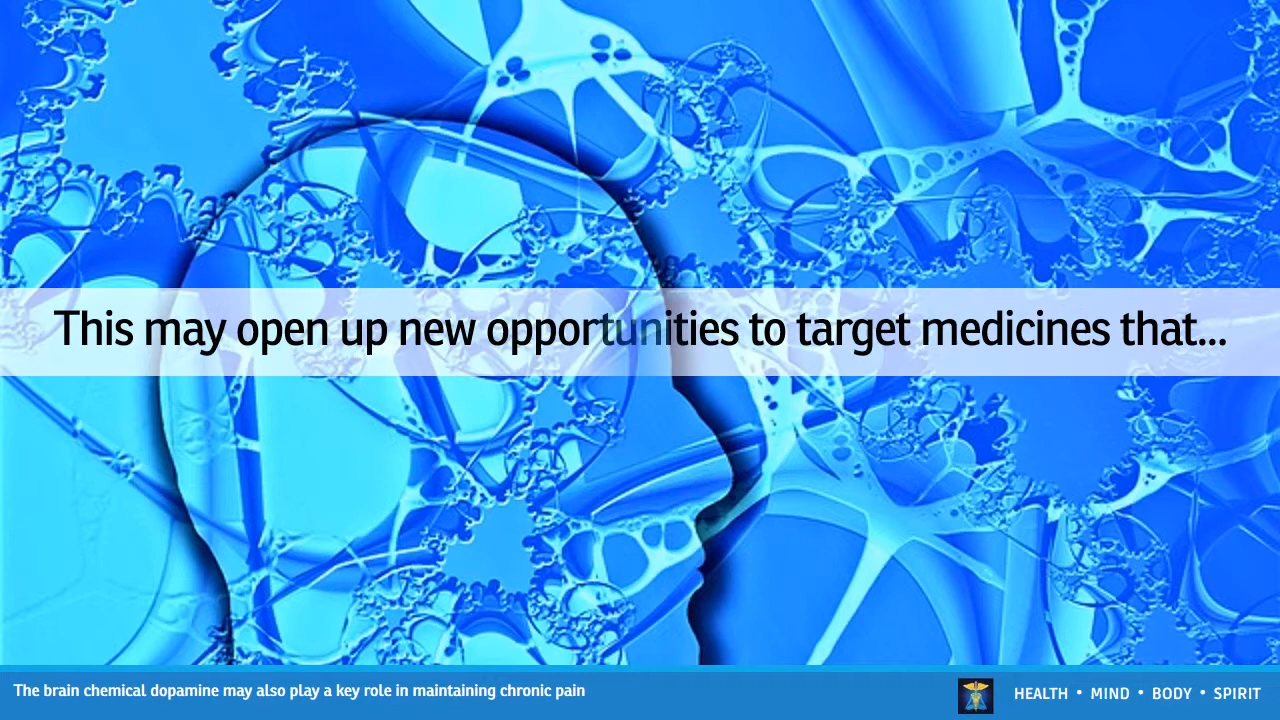 This may open up new opportunities to target medicines that...
The brain chemical dopamine may also play a key role in maintaining chronic pain
HEALTH • MIND • BODY • SPIRIT